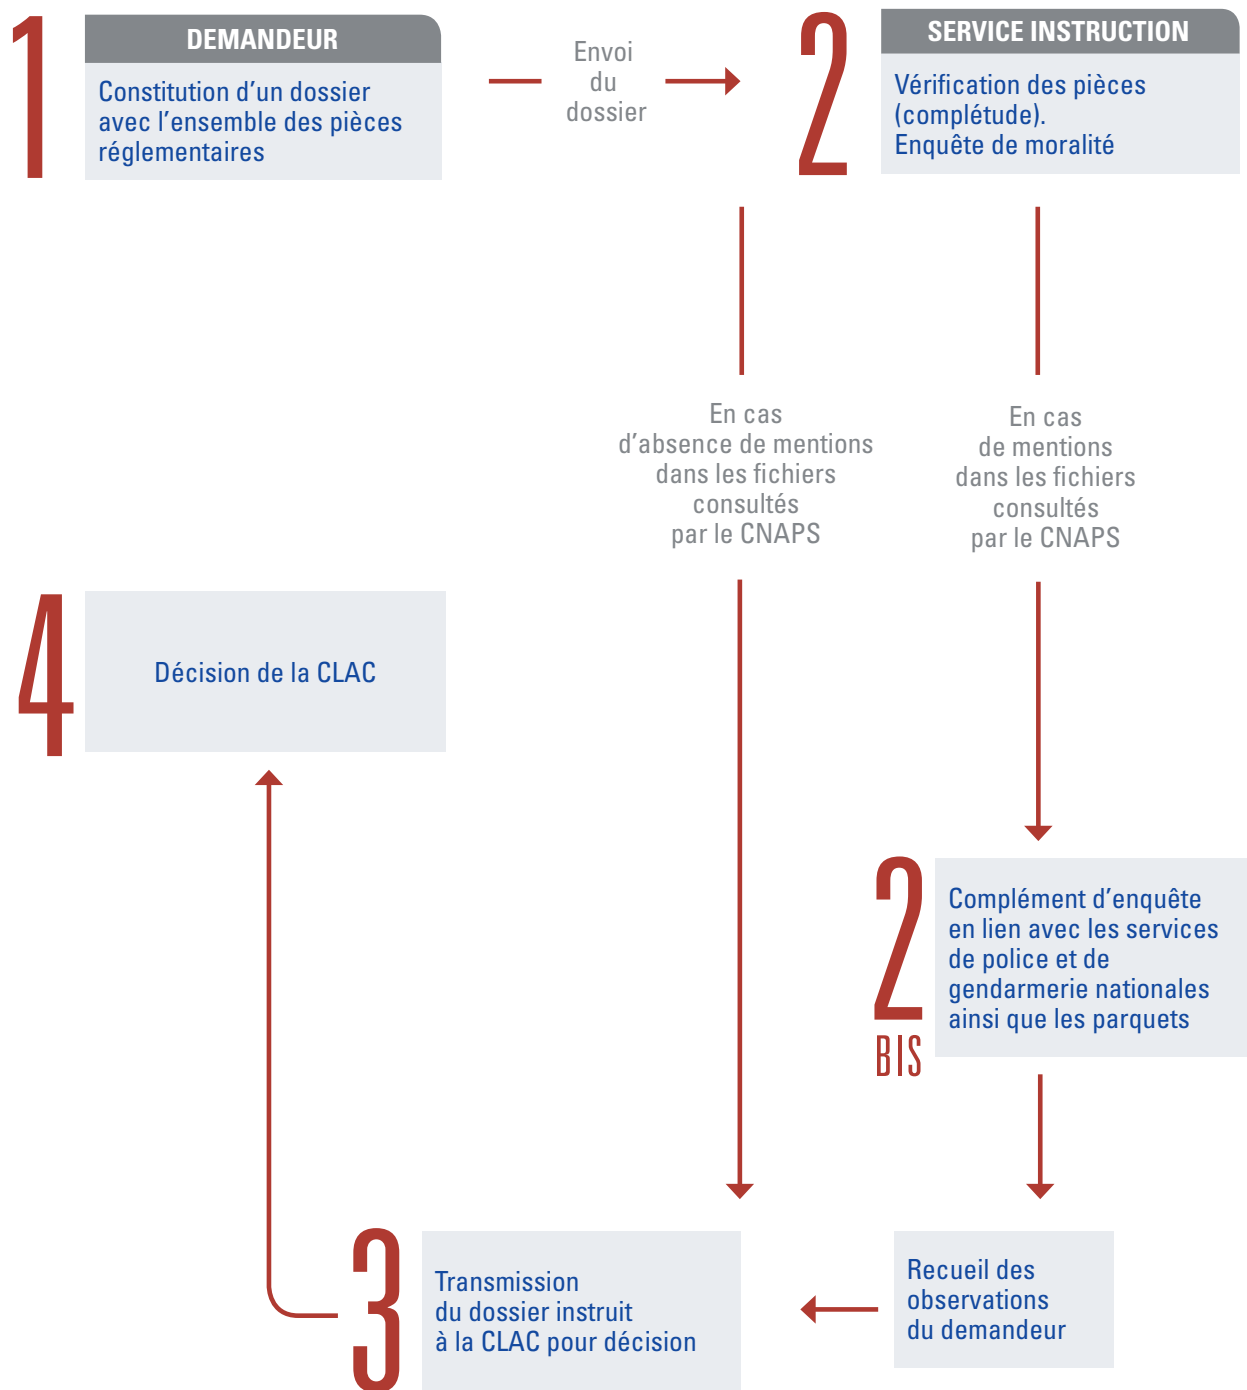 1
DEMANDEUR
Constitution d’un dossier
avec l’ensemble des pièces
réglementaires
Envoi
du
dossier
2
SERVICE INSTRUCTION
Vérification des pièces
(complétude).
Enquête de moralité
En cas
d’absence de mentions
dans les fichiers
consultés
par le CNAPS
En cas
de mentions
dans les fichiers
consultés
par le CNAPS
2
BIS
Complément d’enquête
en lien avec les services
de police et de
gendarmerie nationales
ainsi que les parquets
Recueil des
observations
du demandeur
3
Transmission
du dossier instruit
à la CLAC pour décision
4
Décision de la CLAC